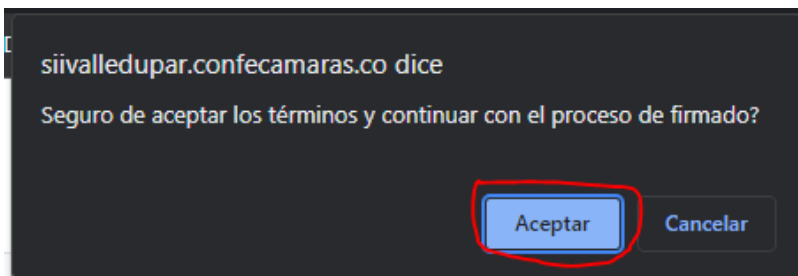 siivalledupar.confecamaras.co dice
Seguro de aceptar los términos y continuar con el proceso de firmado?
Aceptar Cancelar